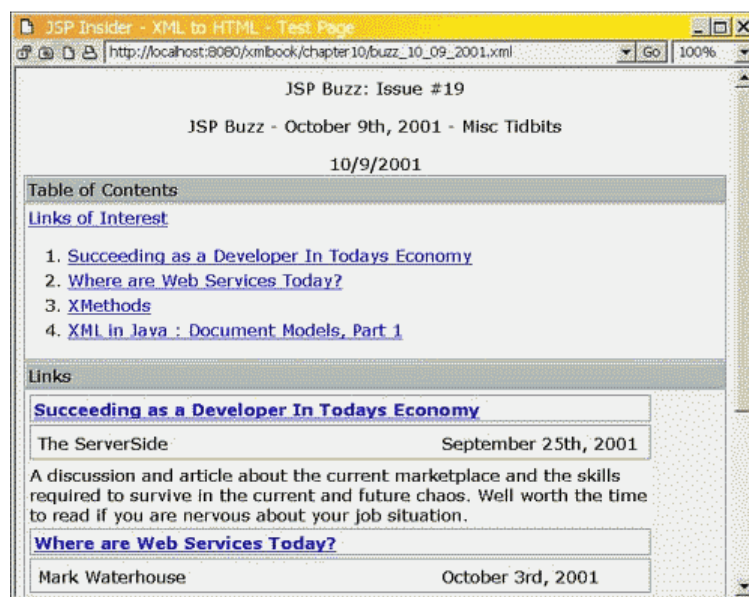 JSP Insider - XML to HTML - Test Page
http://localhost:8080/xmlbook/chapter10/buzz_10_09_2001.xml Go 100%
JSP Buzz: Issue #19
JSP Buzz - October 9th, 2001 - Misc Tidbits
10/9/2001
Table of Contents
Links of Interest
1. Succeeding as a Developer In Todays Economy
2. Where are Web Services Today?
3. XMethods
4. XML in Java : Document Models, Part 1
Links
Succeeding as a Developer In Todays Economy
The ServerSide September 25th, 2001
A discussion and article about the current marketplace and the skills
required to survive in the current and future chaos. Well worth the time
to read if you are nervous about your job situation.
Where are Web Services Today?
Mark Waterhouse October 3rd, 2001